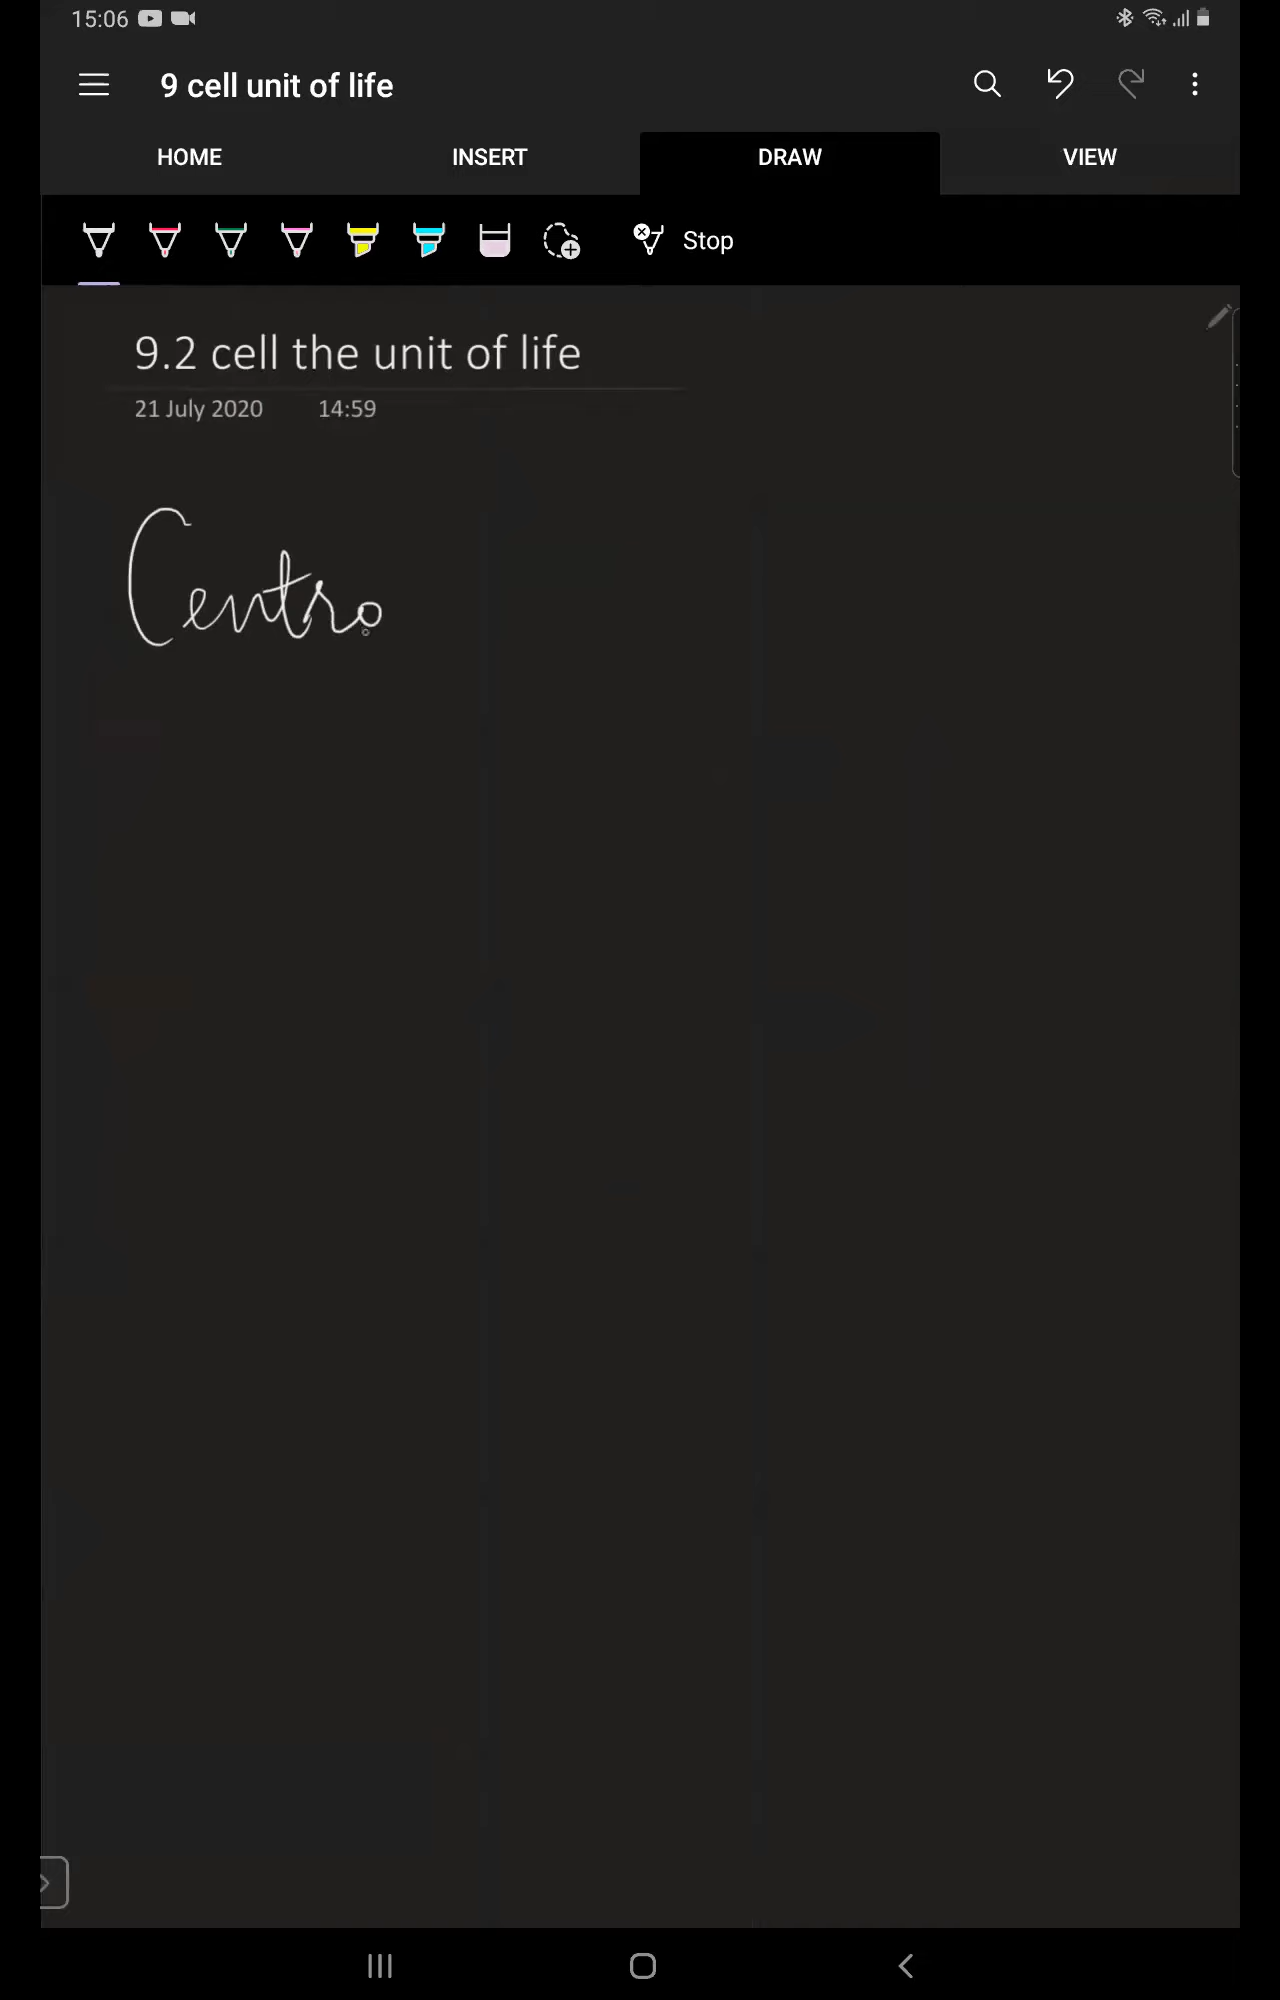 15:06
9 cell unit of life
HOME INSERT DRAW VIEW
Stop
9.2 cell the unit of life
21 July 2020 14:59
Centro